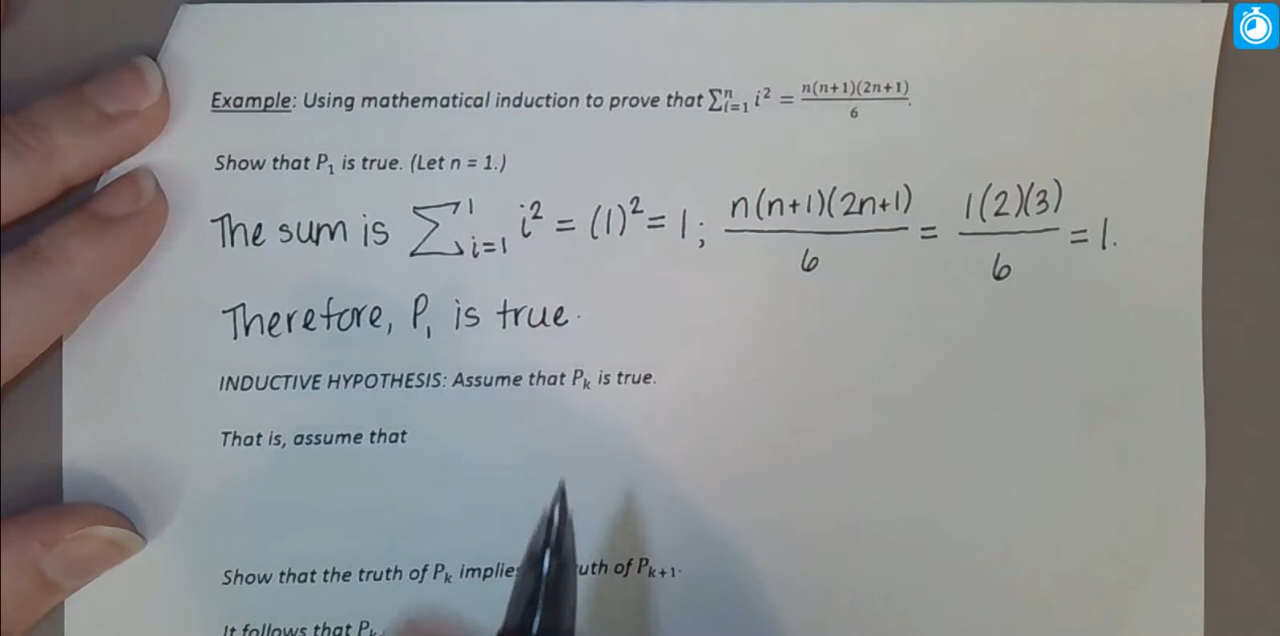 Example: Using mathematical induction to prove that ∑ⁿᵢ₌₁ i² = n(n+1)(2n+1)/6.
Show that P₁ is true. (Let n = 1.)
The sum is ∑¹ᵢ₌₁ i² = (1)² = 1; n(n+1)(2n+1)/6 = 1(2)(3)/6 = 1.
Therefore, P₁ is true.
INDUCTIVE HYPOTHESIS: Assume that Pₖ is true.
That is, assume that
Show that the truth of Pₖ of Pₖ₊₁.
It follows that Pₖ